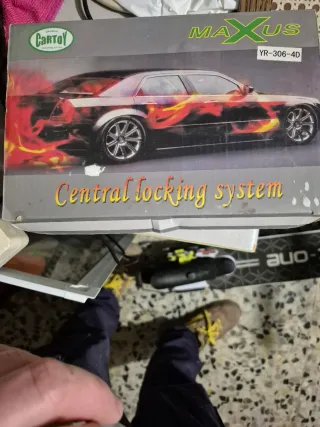 CARTOY
MAXUS
YR-306-4D
Central locking system